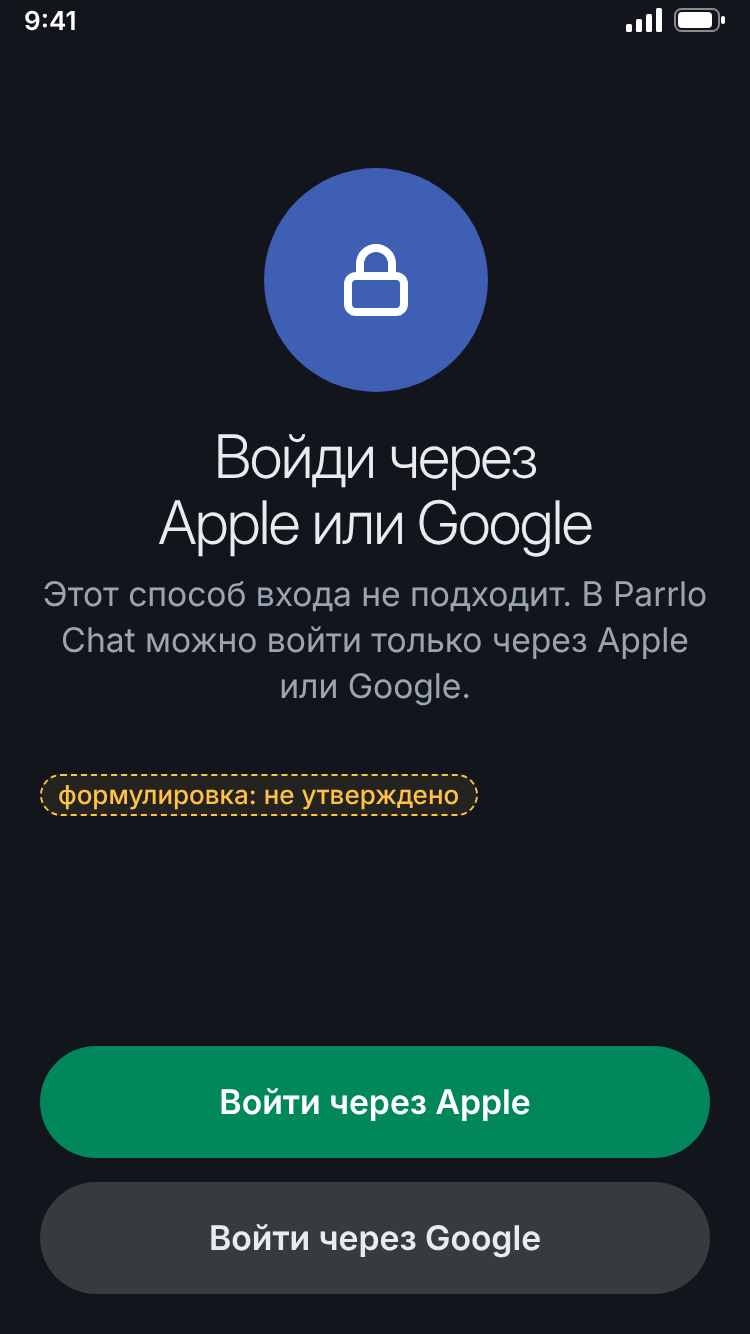 9:41
Войди через
Apple или Google
Этот способ входа не подходит. В Parrlo
Chat можно войти только через Apple
или Google.
формулировка: не утверждено
Войти через Apple
Войти через Google